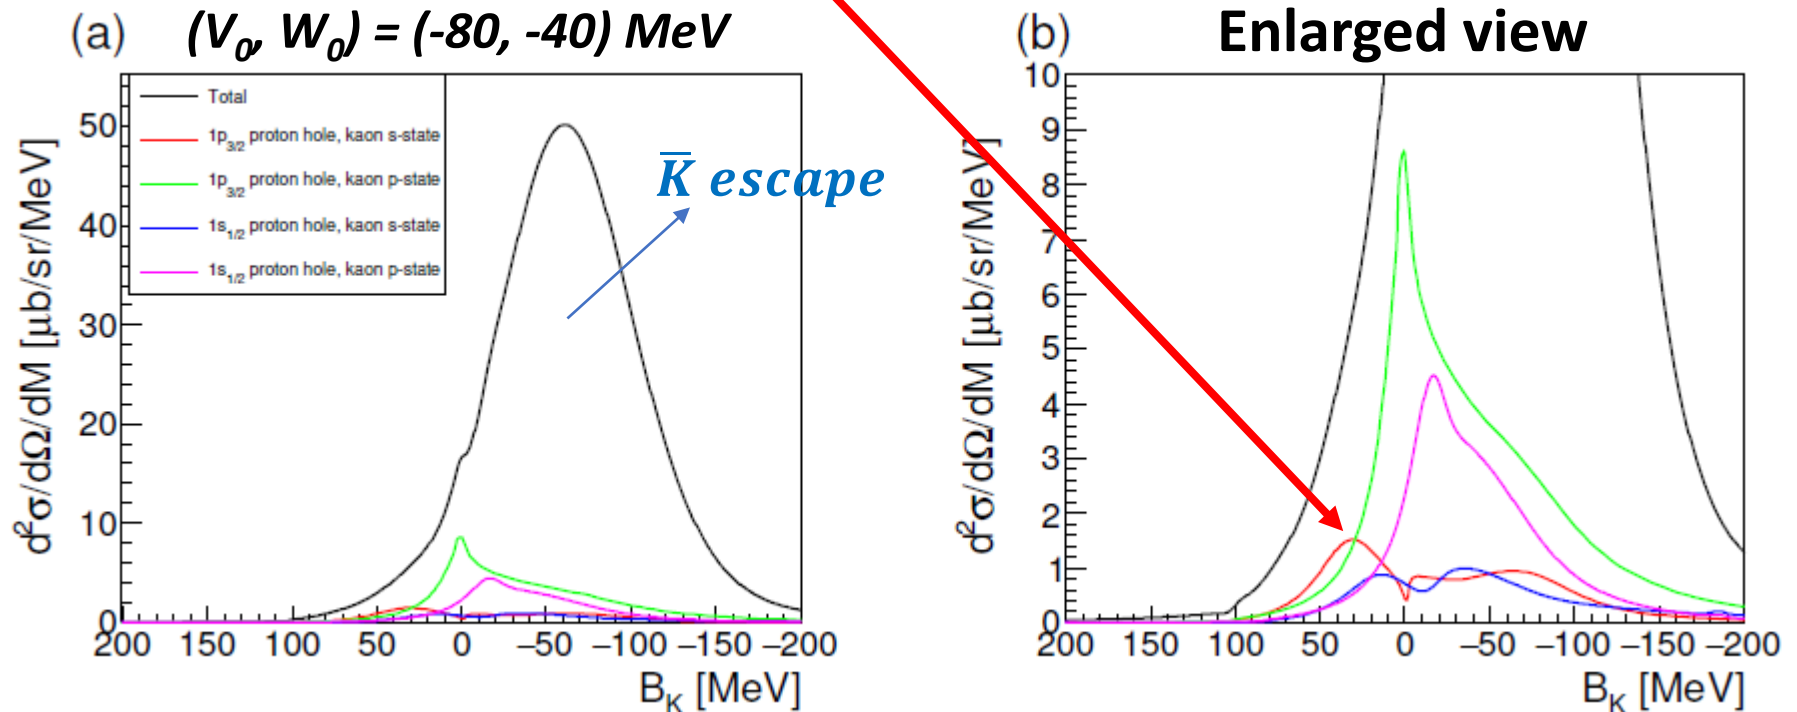 (a) (V₀, W₀) = (-80, -40) MeV
Total
1p₃/₂ proton hole, kaon s-state
1p₃/₂ proton hole, kaon p-state
1s₁/₂ proton hole, kaon s-state
1s₁/₂ proton hole, kaon p-state
K̅ escape
d²σ/dΩ/dM [μb/sr/MeV]
50
40
30
20
10
0
200 150 100 50 0 −50 −100 −150 −200
B_K [MeV]
(b) Enlarged view
d²σ/dΩ/dM [μb/sr/MeV]
10
9
8
7
6
5
4
3
2
1
0
200 150 100 50 0 −50 −100 −150 −200
B_K [MeV]